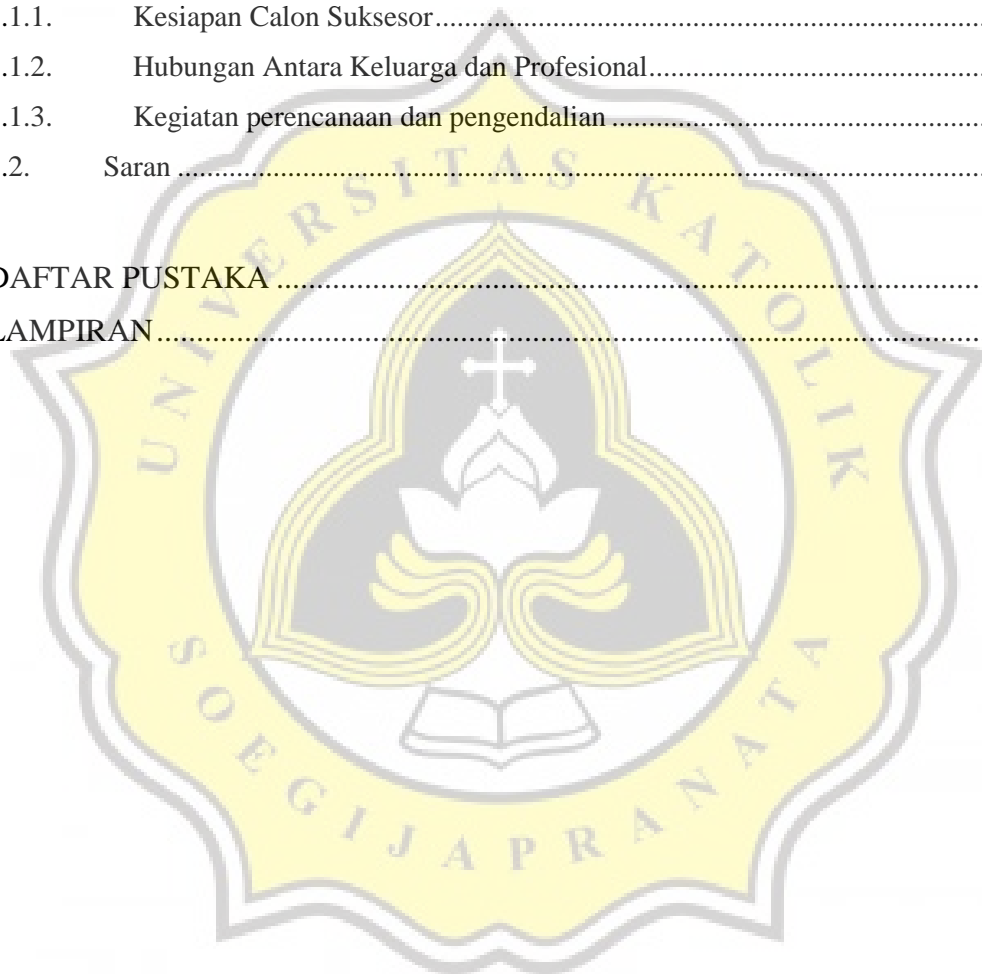 .1.1. Kesiapan Calon Suksesor....................................................................
.1.2. Hubungan Antara Keluarga dan Profesional.......................................
.1.3. Kegiatan perencanaan dan pengendalian ............................................
.2. Saran ......................................................................................................
DAFTAR PUSTAKA ....................................................................................
LAMPIRAN..................................................................................................
UNIVERSITAS KATOLIK
SOEGIJAPRANATA